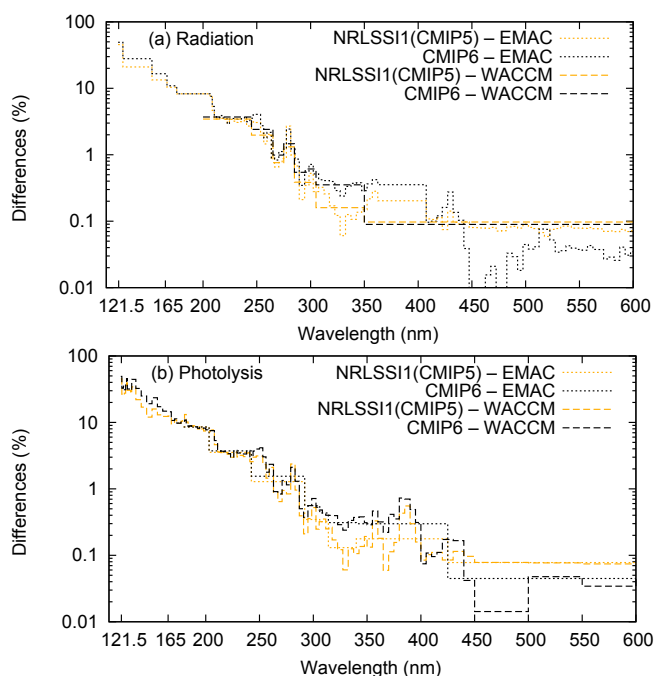 (a) Radiation
NRLSSI1(CMIP5) – EMAC
CMIP6 – EMAC
NRLSSI1(CMIP5) – WACCM
CMIP6 – WACCM
Differences (%)
100
10
1
0.1
0.01
121.5 165 200 250 300 350 400 450 500 550 600
Wavelength (nm)
(b) Photolysis
NRLSSI1(CMIP5) – EMAC
CMIP6 – EMAC
NRLSSI1(CMIP5) – WACCM
CMIP6 – WACCM
Differences (%)
100
10
1
0.1
0.01
121.5 165 200 250 300 350 400 450 500 550 600
Wavelength (nm)